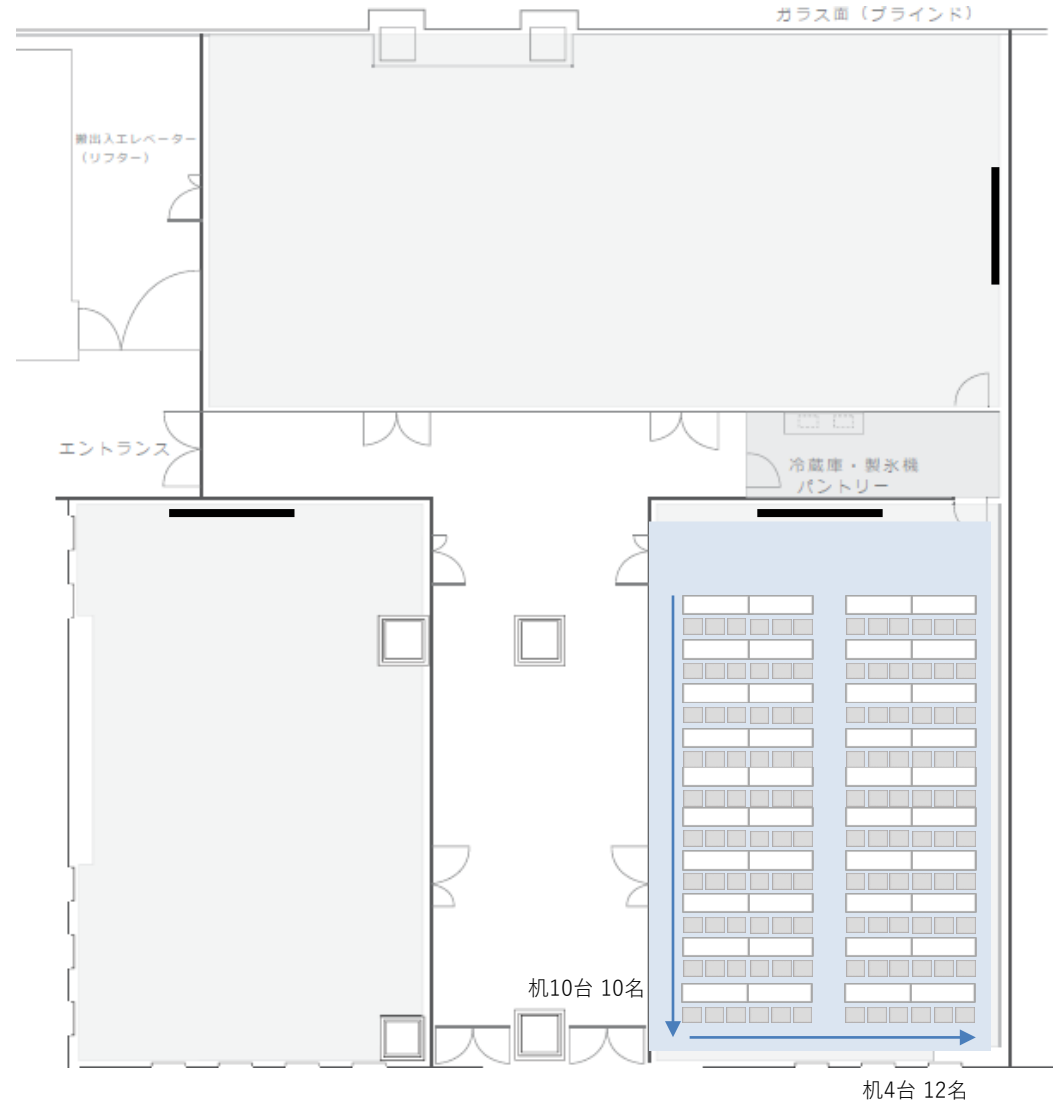 ガラス面（ブラインド）
搬出入エレベーター
（リフター）
エントランス
冷蔵庫・製氷機
パントリー
机10台 10名
机4台 12名